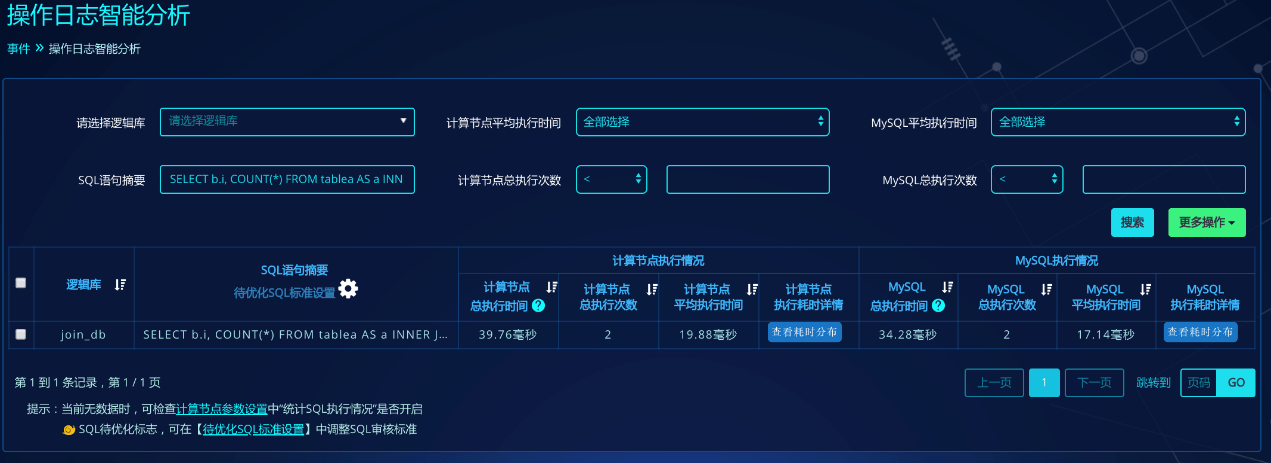 操作日志智能分析
事件 » 操作日志智能分析
请选择逻辑库 请选择逻辑库 计算节点平均执行时间 全部选择 MySQL平均执行时间 全部选择
SQL语句摘要 SELECT b.i, COUNT(*) FROM tablea AS a INN 计算节点总执行次数 < MySQL总执行次数 <
搜索 更多操作
计算节点执行情况 MySQL执行情况
逻辑库 SQL语句摘要 待优化SQL标准设置 计算节点 总执行时间 ? 计算节点 总执行次数 计算节点 平均执行时间 计算节点 执行耗时详情 MySQL 总执行时间 ? MySQL 总执行次数 MySQL 平均执行时间 MySQL 执行耗时详情
join_db SELECT b.i, COUNT(*) FROM tablea AS a INNER J... 39.76毫秒 2 19.88毫秒 查看耗时分布 34.28毫秒 2 17.14毫秒 查看耗时分布
第 1 到 1 条记录，第 1 / 1 页 上一页 1 下一页 跳转到 页码 GO
提示：当前无数据时，可检查计算节点参数设置中“统计SQL执行情况”是否开启
SQL待优化标志，可在【待优化SQL标准设置】中调整SQL审核标准